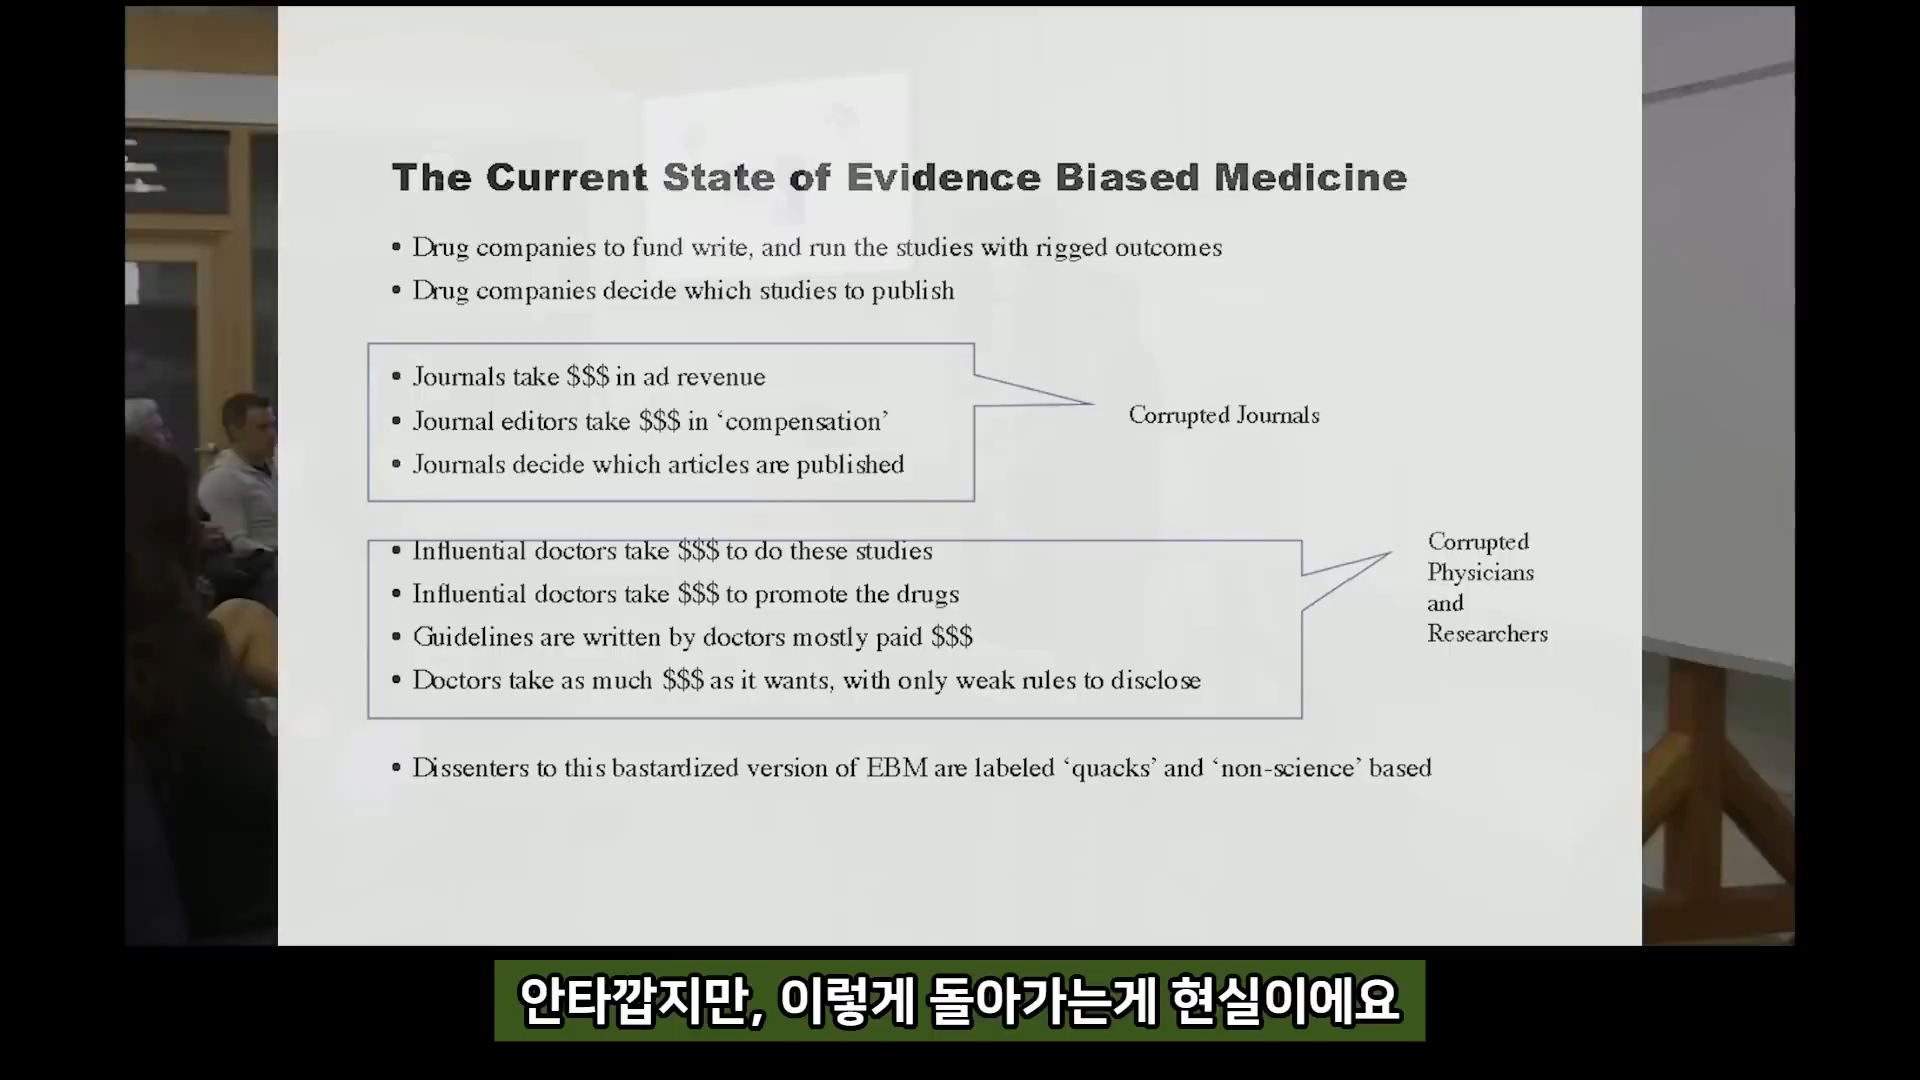 The Current State of Evidence Biased Medicine
• Drug companies to fund write, and run the studies with rigged outcomes
• Drug companies decide which studies to publish
• Journals take $$$ in ad revenue
• Journal editors take $$$ in ‘compensation’
• Journals decide which articles are published
Corrupted Journals
• Influential doctors take $$$ to do these studies
• Influential doctors take $$$ to promote the drugs
• Guidelines are written by doctors mostly paid $$$
• Doctors take as much $$$ as it wants, with only weak rules to disclose
Corrupted
Physicians
and
Researchers
• Dissenters to this bastardized version of EBM are labeled ‘quacks’ and ‘non-science’ based
안타깝지만, 이렇게 돌아가는게 현실이에요